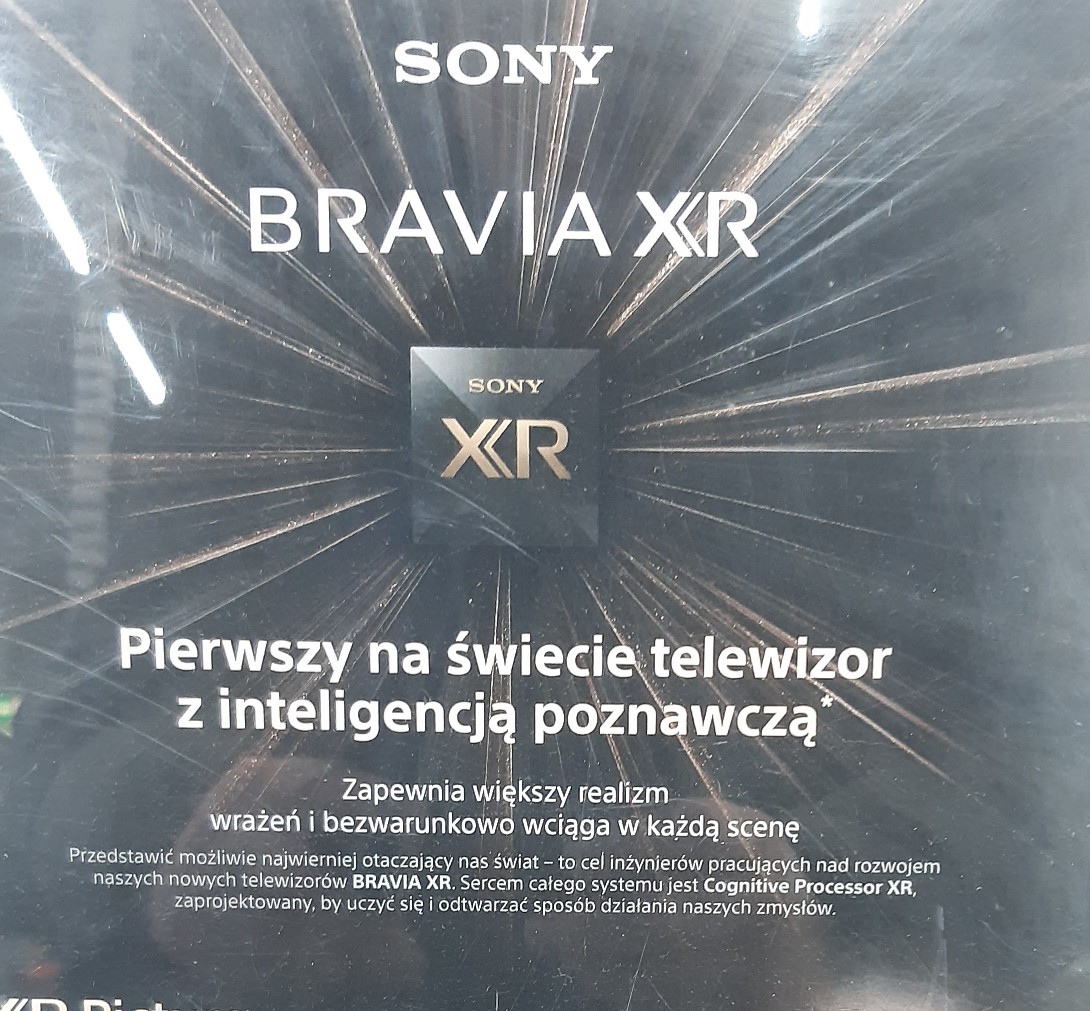 SONY
BRAVIA XR
SONY
XR
Pierwszy na świecie telewizor
z inteligencją poznawczą*
Zapewnia większy realizm
wrażeń i bezwarunkowo wciąga w każdą scenę
Przedstawić możliwie najwierniej otaczający nas świat – to cel inżynierów pracujących nad rozwojem
naszych nowych telewizorów BRAVIA XR. Sercem całego systemu jest Cognitive Processor XR,
zaprojektowany, by uczyć się i odtwarzać sposób działania naszych zmysłów.
XR